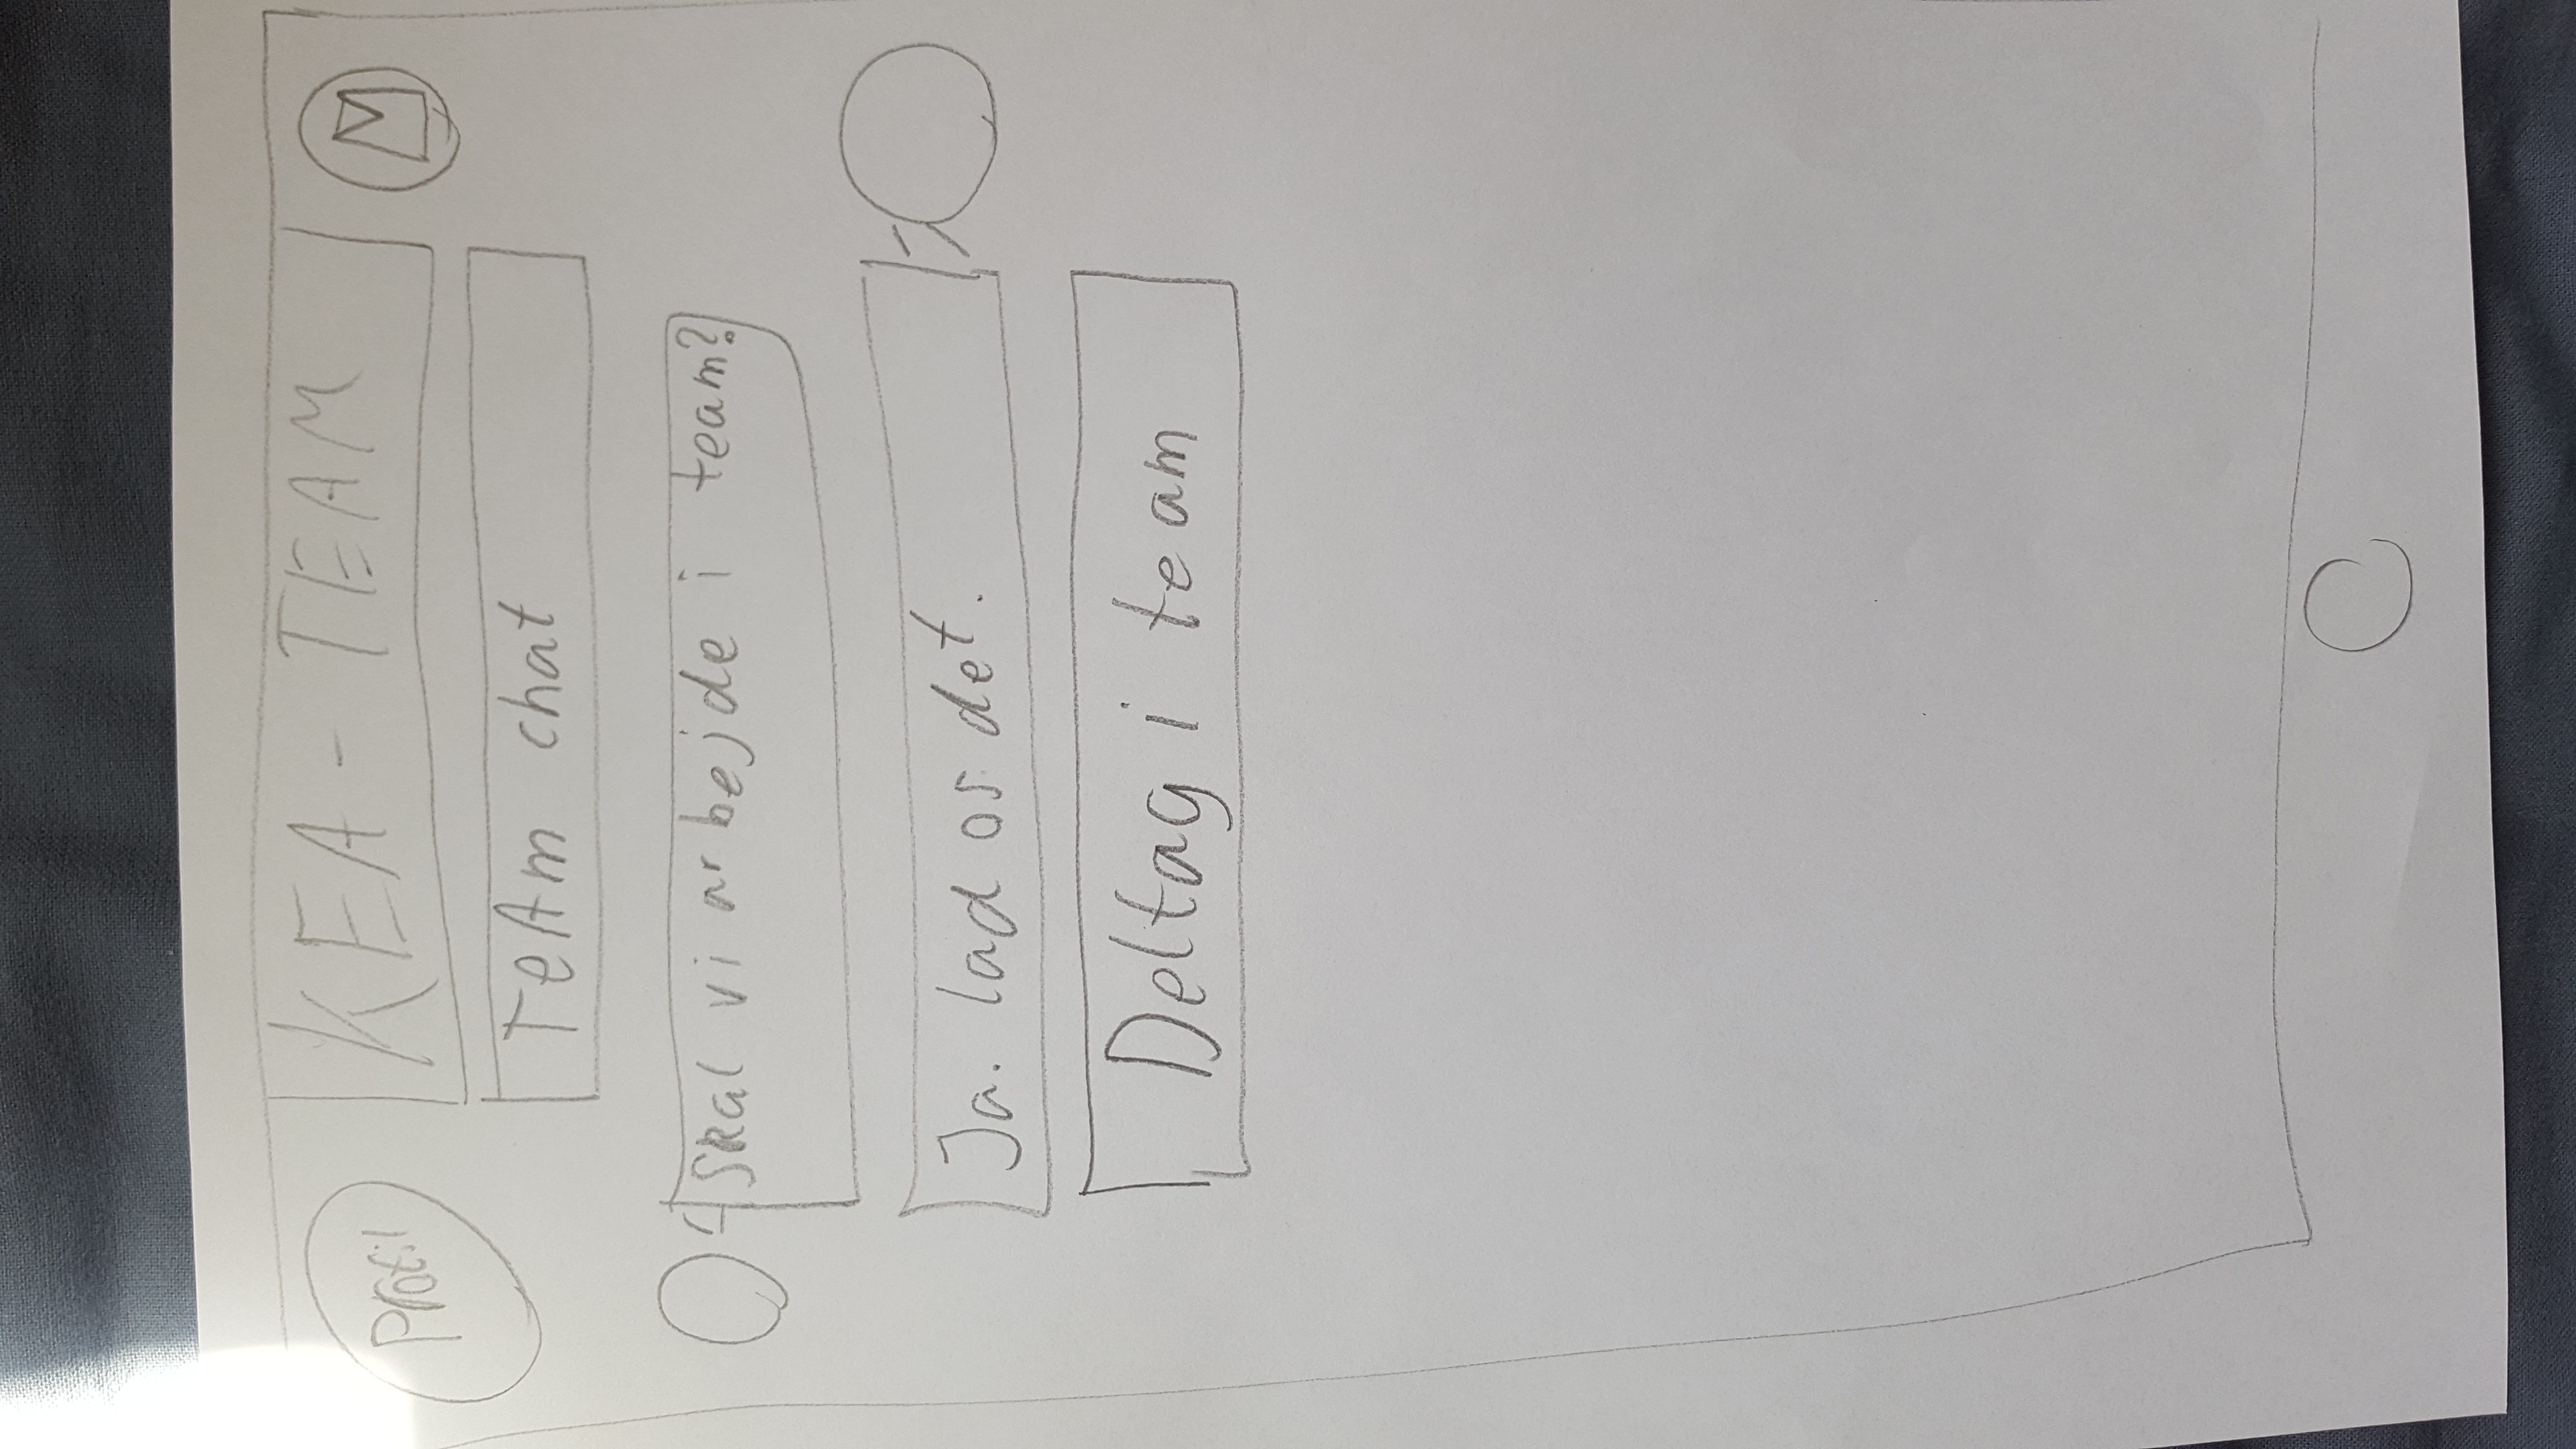 Profil
KEA - TEAM
TeAm chat
Skal vi arbejde i team?
Ja. lad os det.
Deltag i team